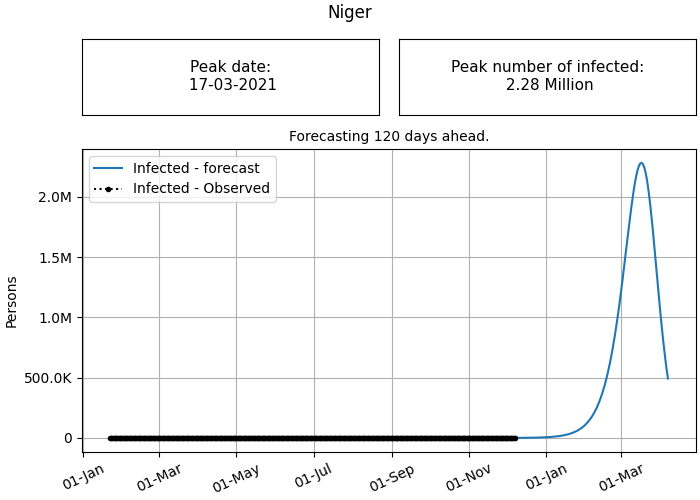 Niger
Peak date:
17-03-2021
Peak number of infected:
2.28 Million
Forecasting 120 days ahead.
Infected - forecast
Infected - Observed
Persons
2.0M
1.5M
1.0M
500.0K
0
01-Jan
01-Mar
01-May
01-Jul
01-Sep
01-Nov
01-Jan
01-Mar